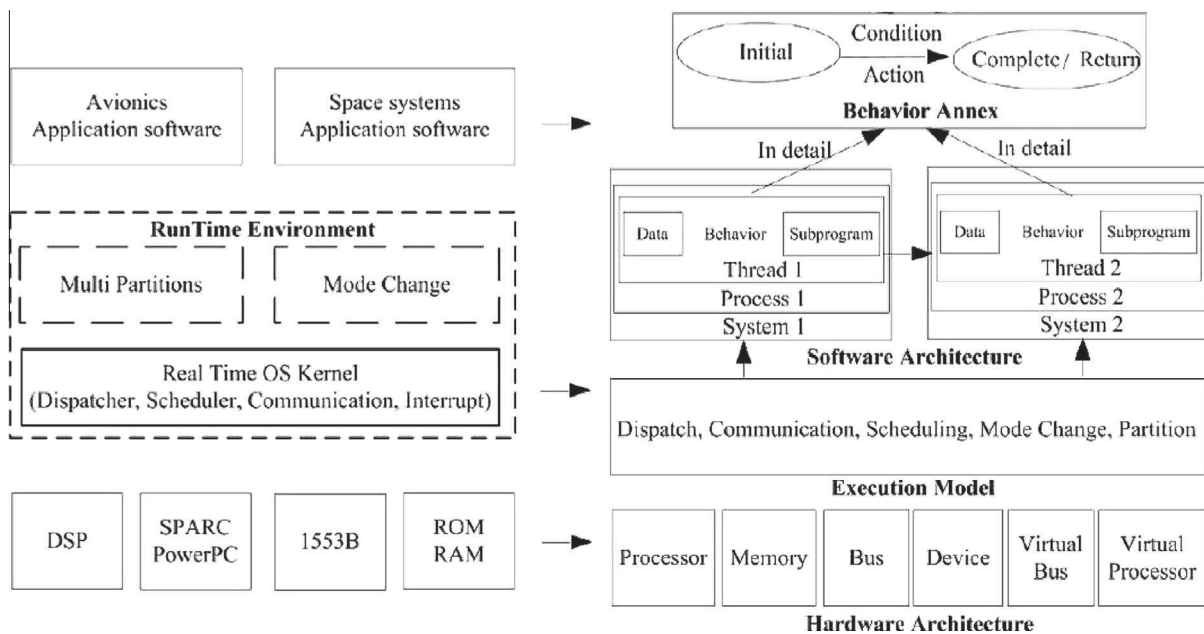 Avionics
Application software
Space systems
Application software
RunTime Environment
Multi Partitions
Mode Change
Real Time OS Kernel
(Dispatcher, Scheduler, Communication, Interrupt)
DSP
SPARC
PowerPC
1553B
ROM
RAM
Initial
Condition
Action
Complete/ Return
Behavior Annex
In detail
In detail
Data
Behavior
Subprogram
Thread 1
Process 1
System 1
Data
Behavior
Subprogram
Thread 2
Process 2
System 2
Software Architecture
Dispatch, Communication, Scheduling, Mode Change, Partition
Execution Model
Processor
Memory
Bus
Device
Virtual
Bus
Virtual
Processor
Hardware Architecture